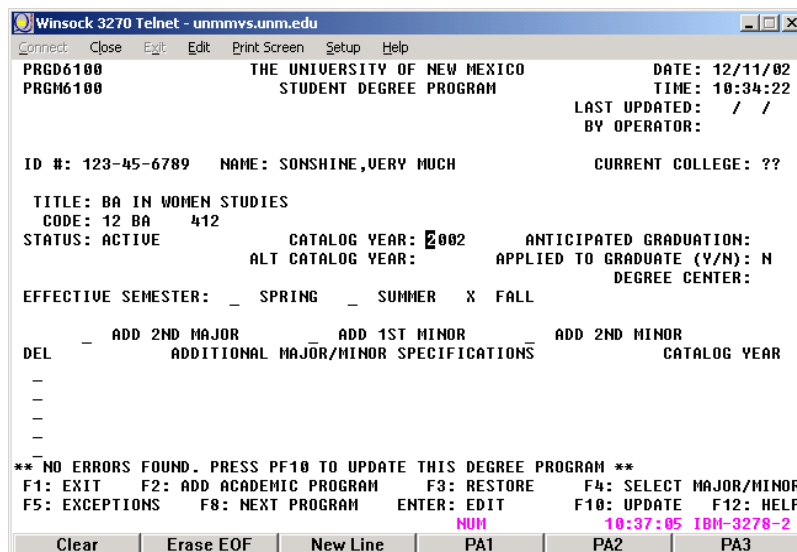 Winsock 3270 Telnet - unmmvs.unm.edu
Connect Close Exit Edit Print Screen Setup Help
PRGD6100 THE UNIVERSITY OF NEW MEXICO DATE: 12/11/02
PRGM6100 STUDENT DEGREE PROGRAM TIME: 10:34:22
LAST UPDATED: / /
BY OPERATOR:
ID #: 123-45-6789 NAME: SONSHINE,VERY MUCH CURRENT COLLEGE: ??
TITLE: BA IN WOMEN STUDIES
CODE: 12 BA 412
STATUS: ACTIVE CATALOG YEAR: 2002 ANTICIPATED GRADUATION:
ALT CATALOG YEAR: APPLIED TO GRADUATE (Y/N): N
DEGREE CENTER:
EFFECTIVE SEMESTER: _ SPRING _ SUMMER X FALL
_ ADD 2ND MAJOR _ ADD 1ST MINOR _ ADD 2ND MINOR
DEL ADDITIONAL MAJOR/MINOR SPECIFICATIONS CATALOG YEAR
_
_
_
_
_
** NO ERRORS FOUND. PRESS PF10 TO UPDATE THIS DEGREE PROGRAM **
F1: EXIT F2: ADD ACADEMIC PROGRAM F3: RESTORE F4: SELECT MAJOR/MINOR
F5: EXCEPTIONS F8: NEXT PROGRAM ENTER: EDIT F10: UPDATE F12: HELP
NUM 10:37:05 IBM-3278-2
Clear Erase EOF New Line PA1 PA2 PA3